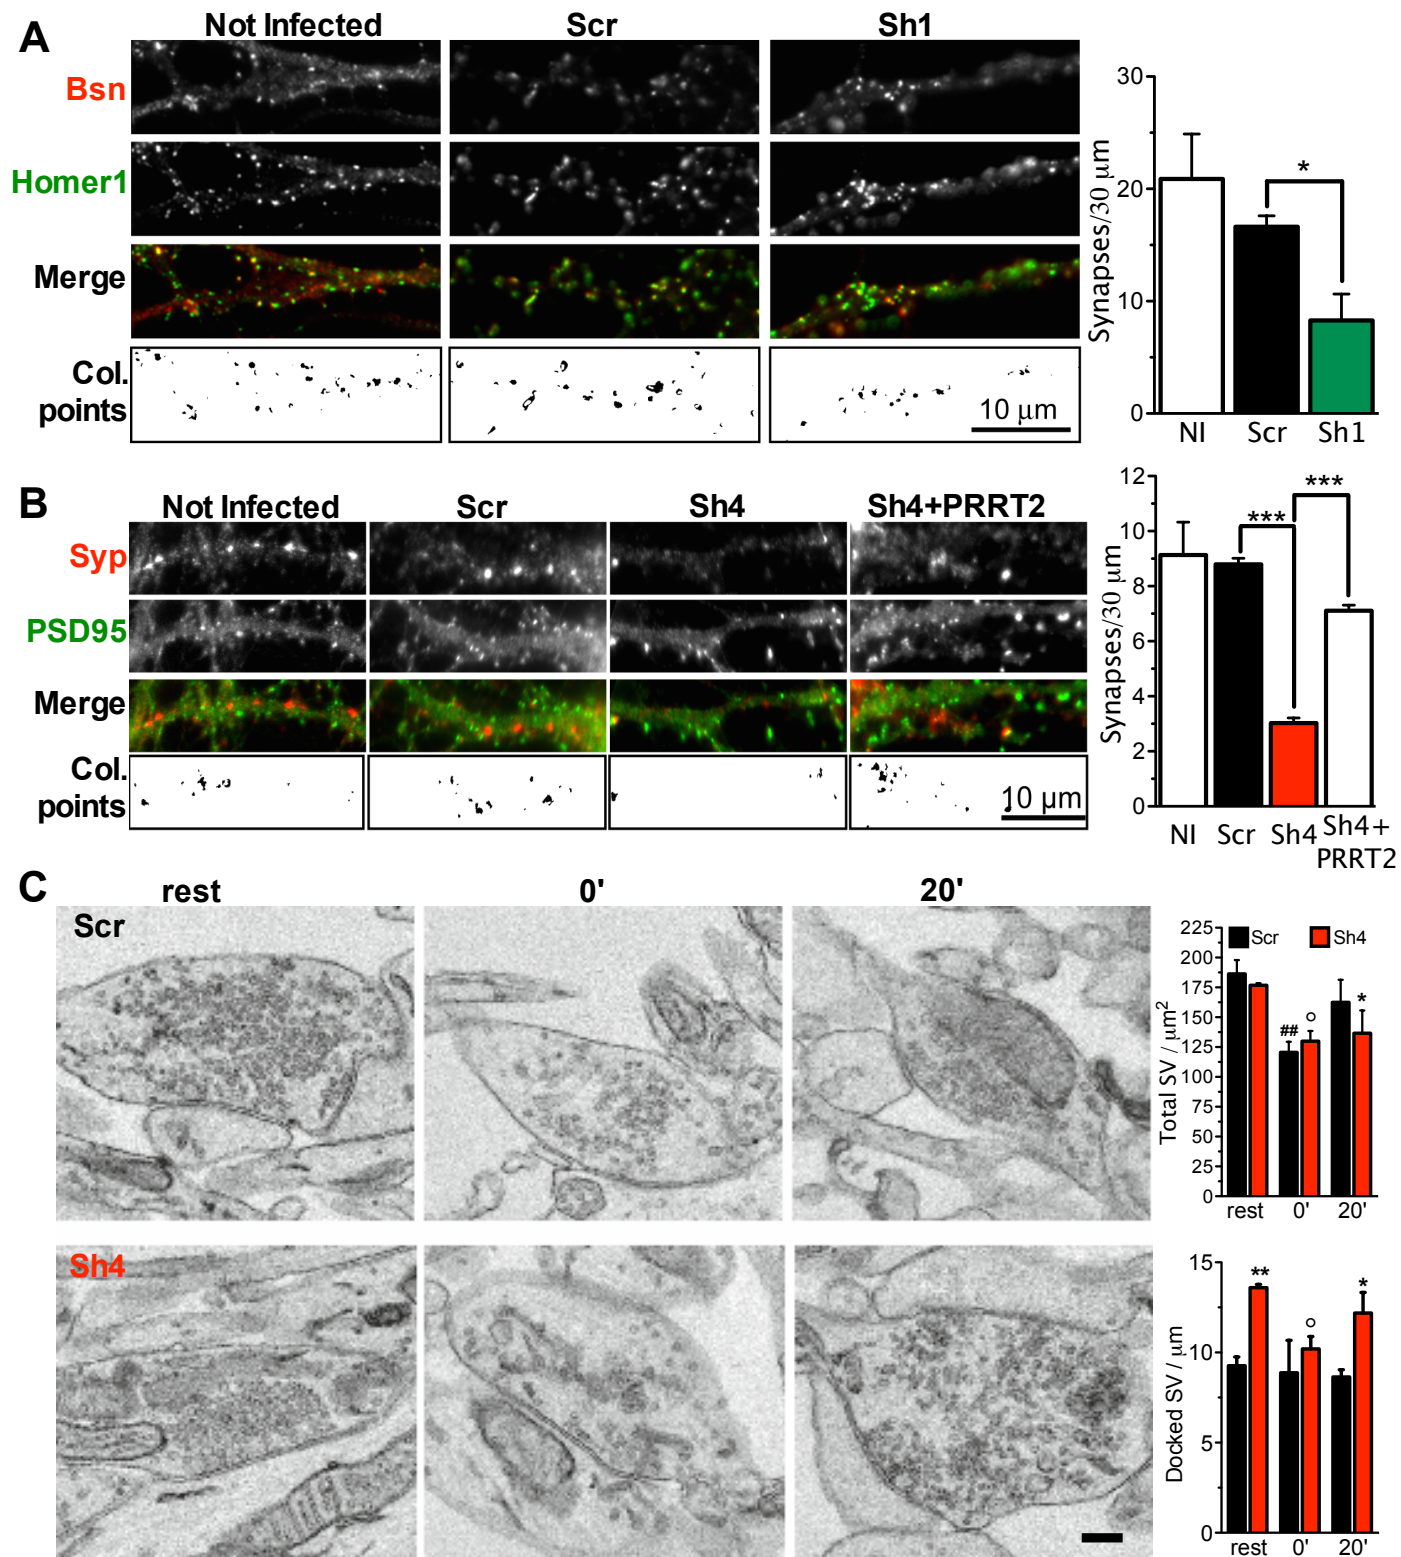 A
Not Infected
Scr
Sh1
Bsn
Homer1
Merge
Col.
points
10 μm
Synapses/30 μm
30
20
10
0
*
NI
Scr
Sh1
B
Not Infected
Scr
Sh4
Sh4+PRRT2
Syp
PSD95
Merge
Col.
points
10 μm
Synapses/30 μm
12
10
8
6
4
2
0
***
***
NI
Scr
Sh4
Sh4+
PRRT2
C
rest
0'
20'
Scr
Sh4
Total SV / μm²
225
200
175
150
125
100
75
50
25
0
Scr
Sh4
##
○
*
rest
0'
20'
Docked SV / μm
15
10
5
0
**
○
*
rest
0'
20'